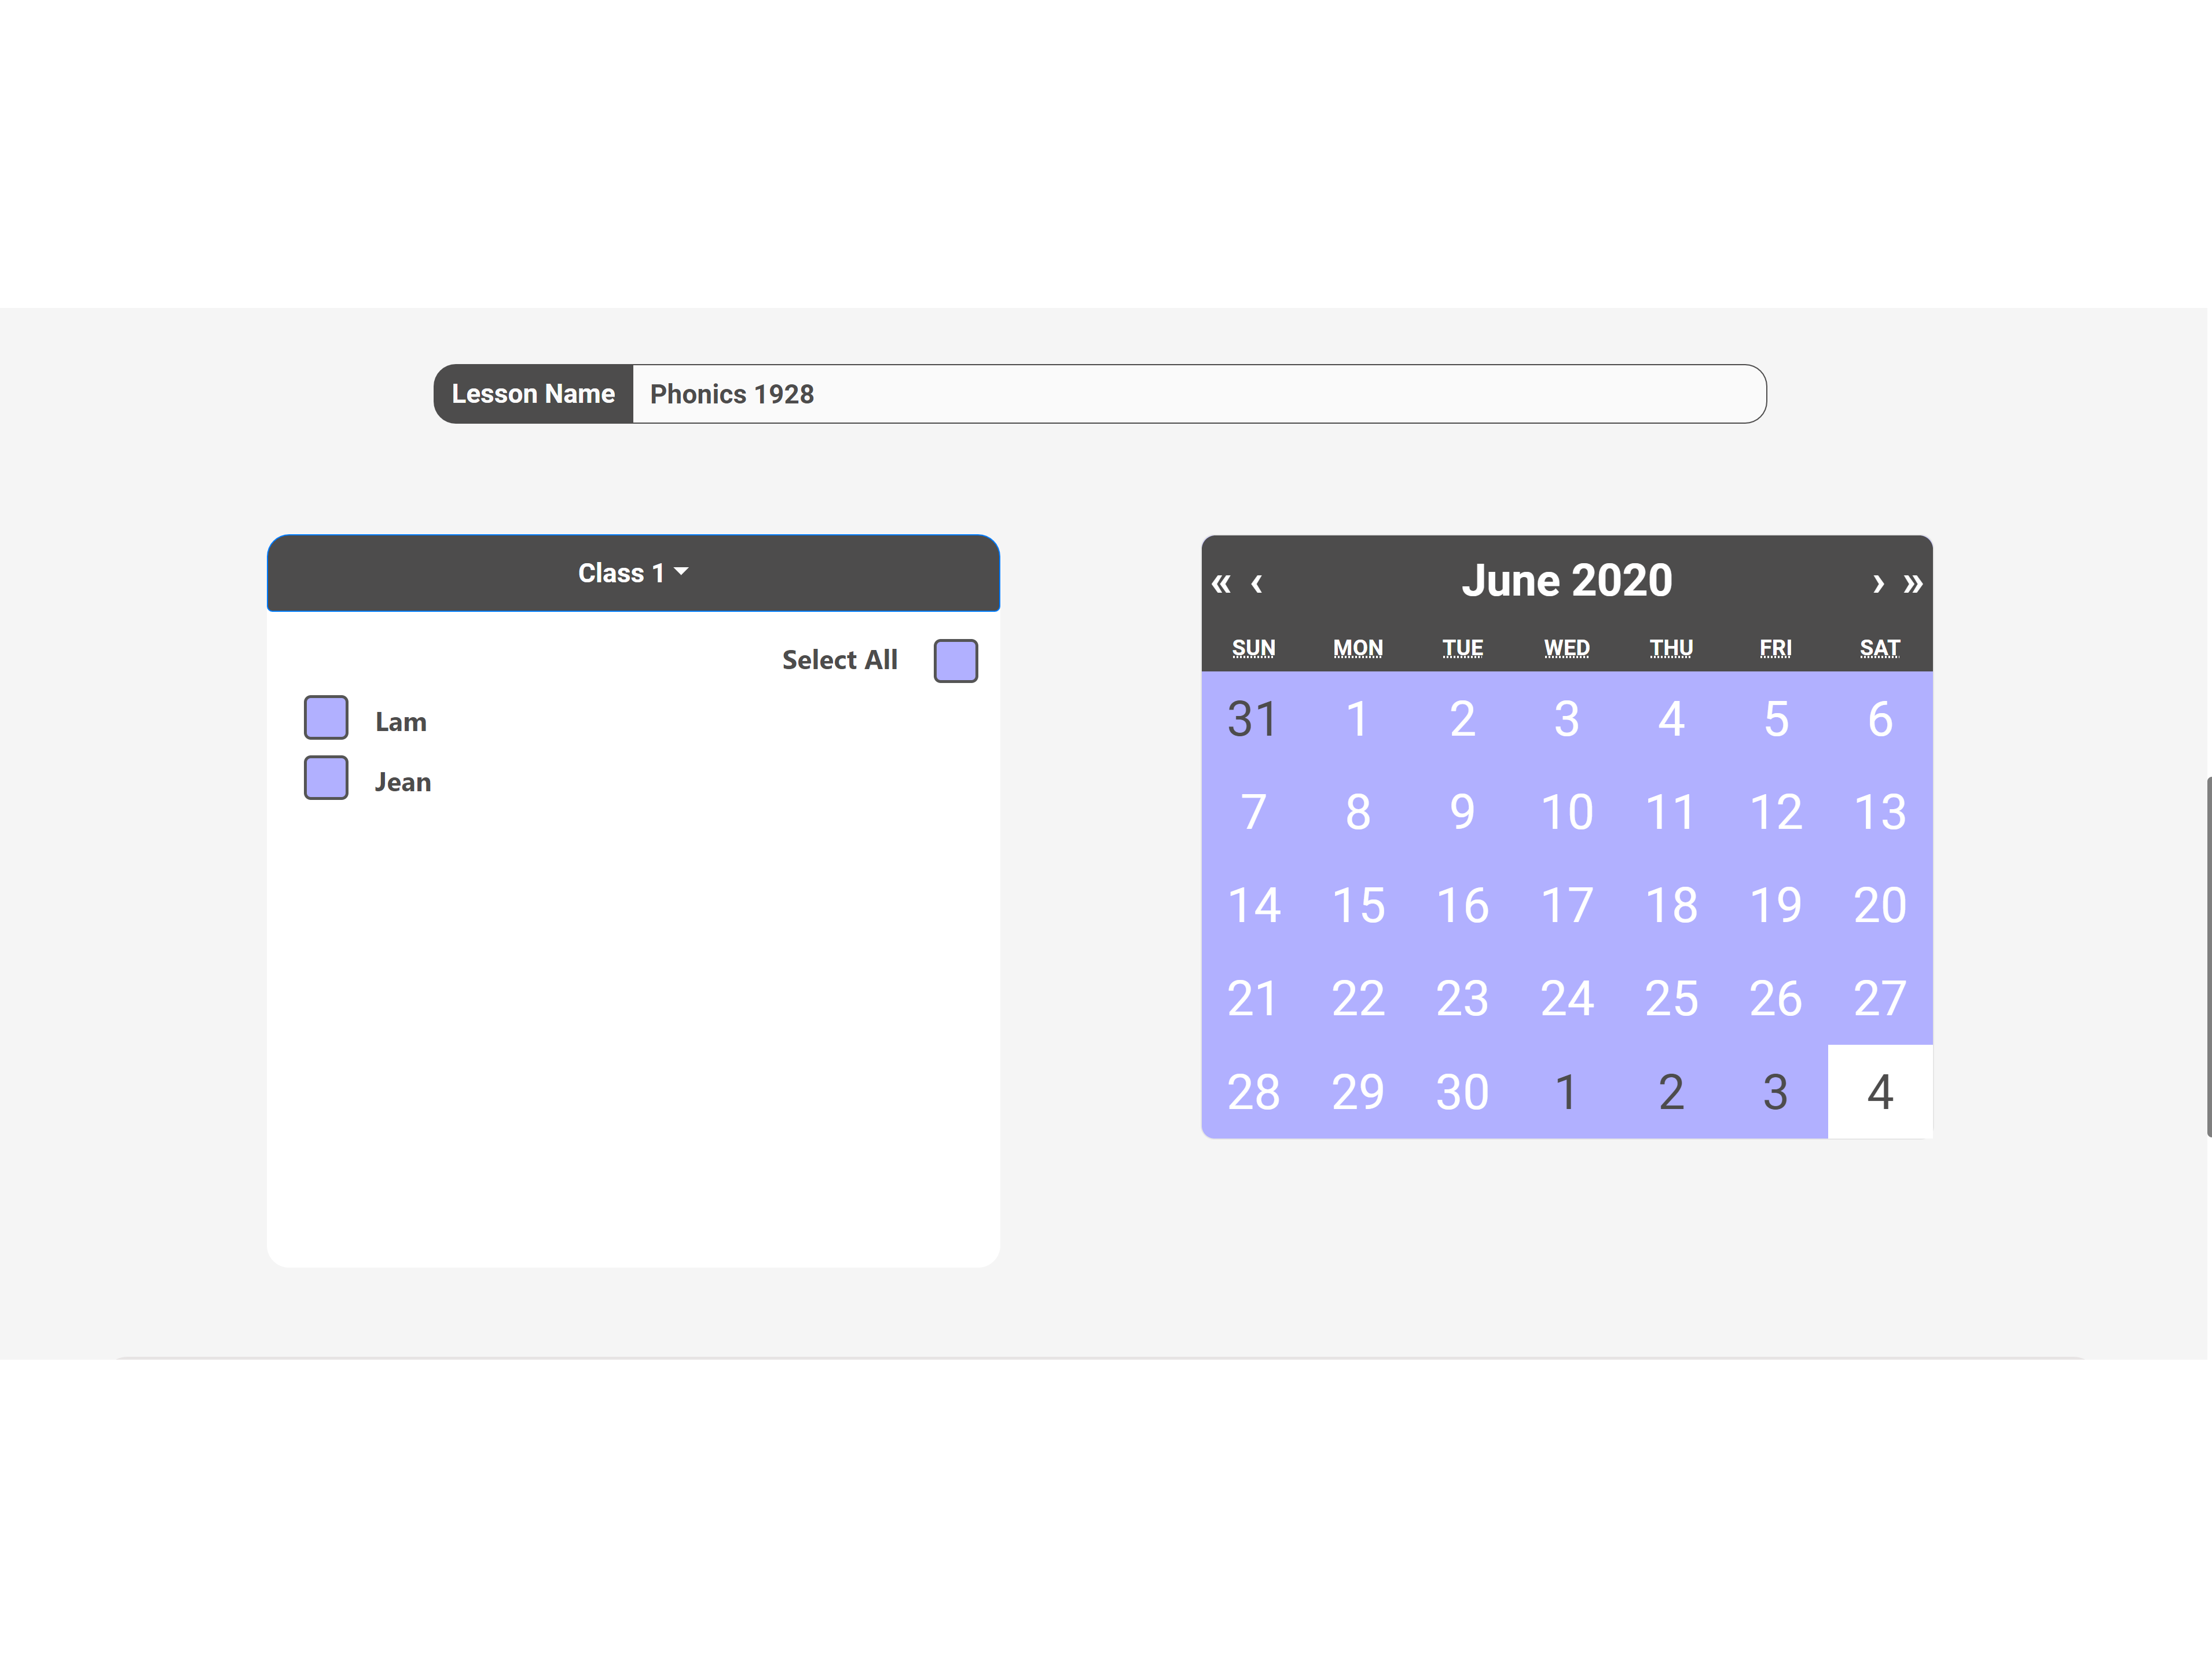 Lesson Name Phonics 1928
Class 1
Select All
Lam
Jean
« ‹ June 2020 › »
SUN MON TUE WED THU FRI SAT
31 1 2 3 4 5 6
7 8 9 10 11 12 13
14 15 16 17 18 19 20
21 22 23 24 25 26 27
28 29 30 1 2 3 4